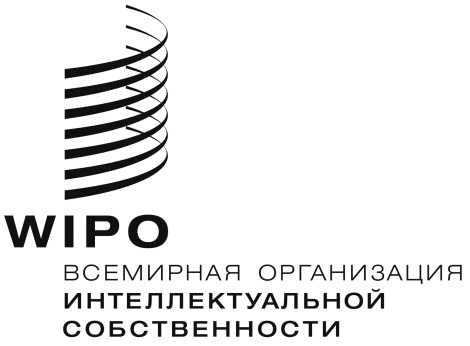 WIPO
ВСЕМИРНАЯ ОРГАНИЗАЦИЯ
ИНТЕЛЛЕКТУАЛЬНОЙ
СОБСТВЕННОСТИ